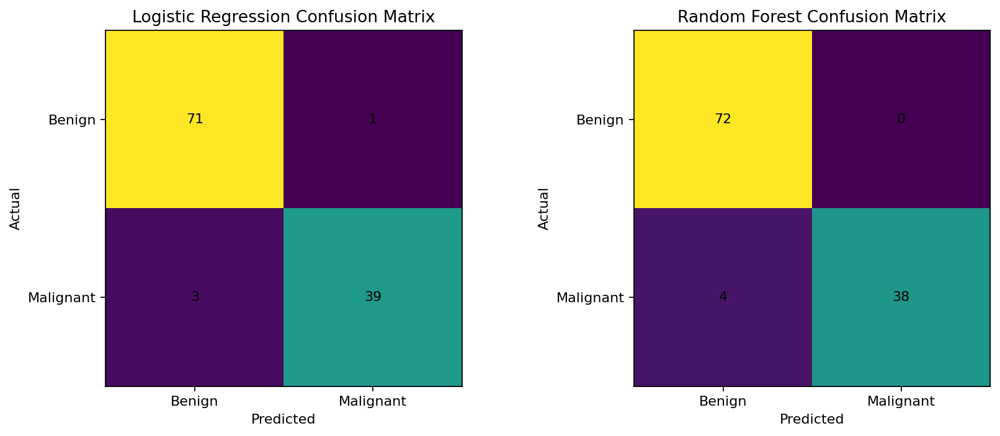 Logistic Regression Confusion Matrix
Benign
71
1
Actual
Malignant
3
39
Benign
Malignant
Predicted
Random Forest Confusion Matrix
Benign
72
0
Actual
Malignant
4
38
Benign
Malignant
Predicted